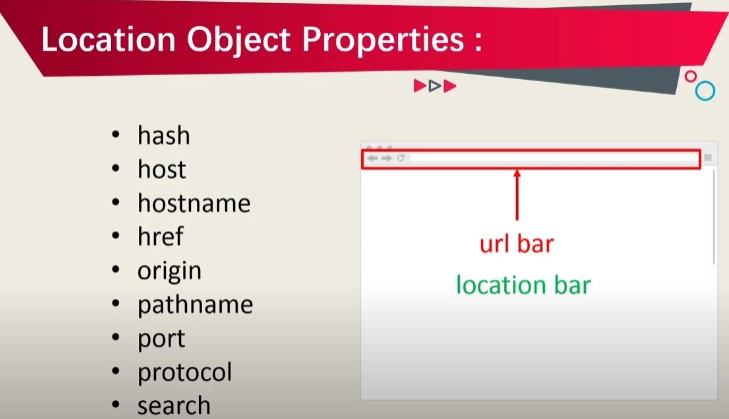 Location Object Properties :
• hash
• host
• hostname
• href
• origin
• pathname
• port
• protocol
• search
url bar
location bar